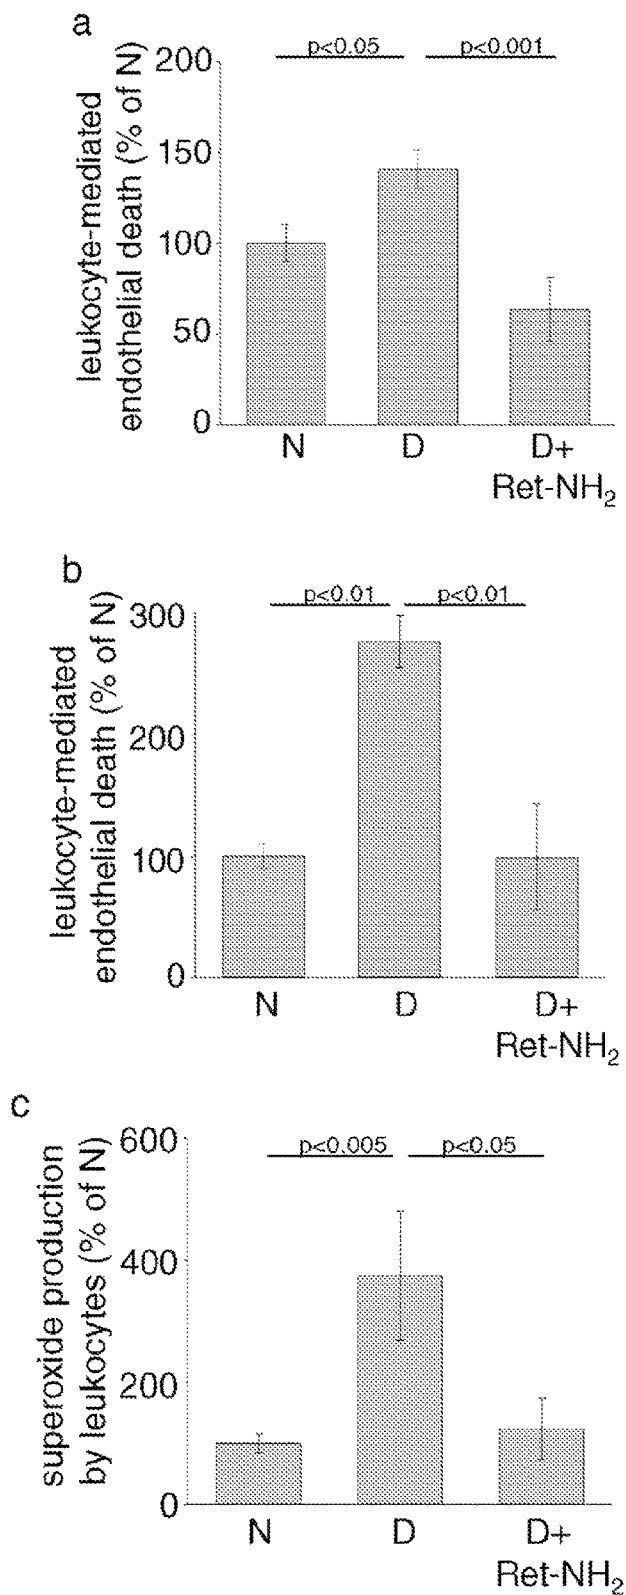 a
leukocyte-mediated
endothelial death (% of N)
200
150
100
50
0
p<0.05
p<0.001
N
D
D+
Ret-NH₂
b
leukocyte-mediated
endothelial death (% of N)
300
200
100
0
p<0.01
p<0.01
N
D
D+
Ret-NH₂
c
superoxide production
by leukocytes (% of N)
600
400
200
0
p<0.005
p<0.05
N
D
D+
Ret-NH₂